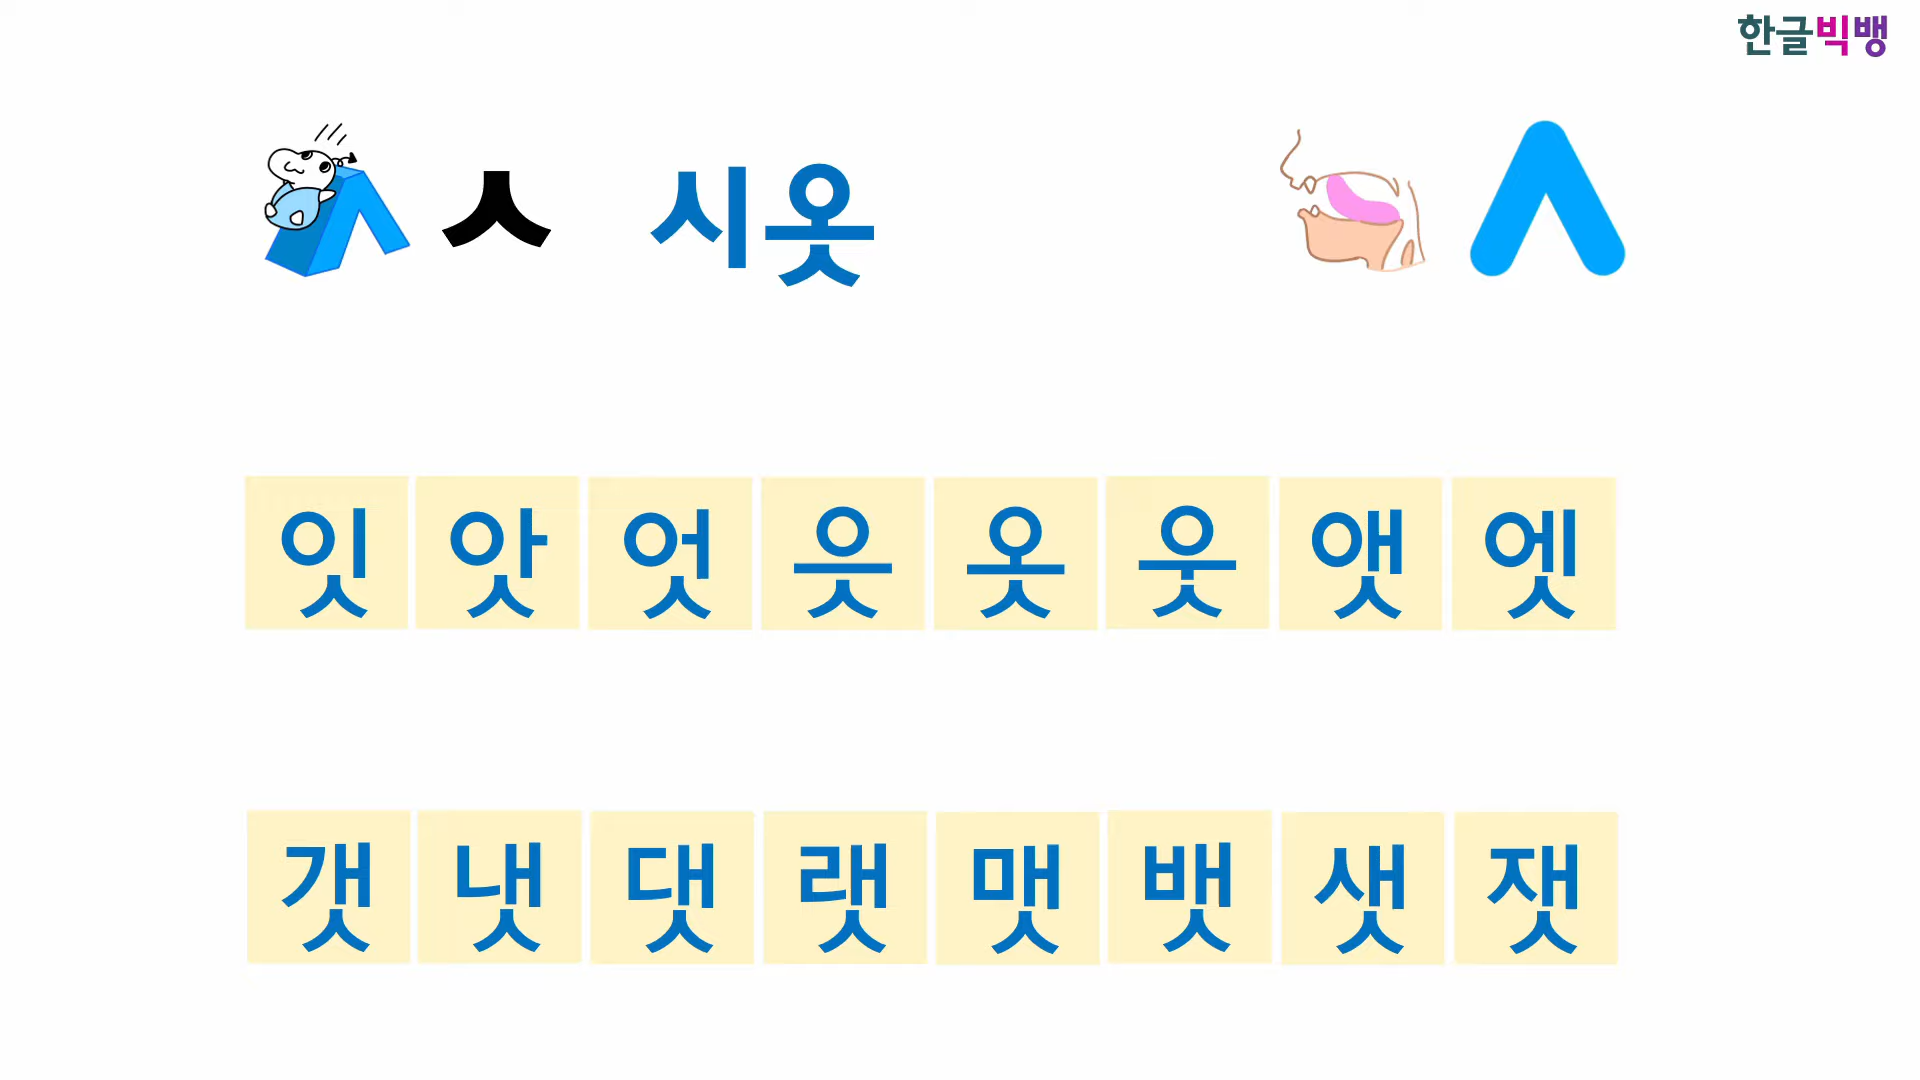 한글빅뱅
ㅅ 시옷
잇 앗 엇 읏 옷 웃 앳 엣
갯 냇 댓 랫 맷 뱃 샛 잿